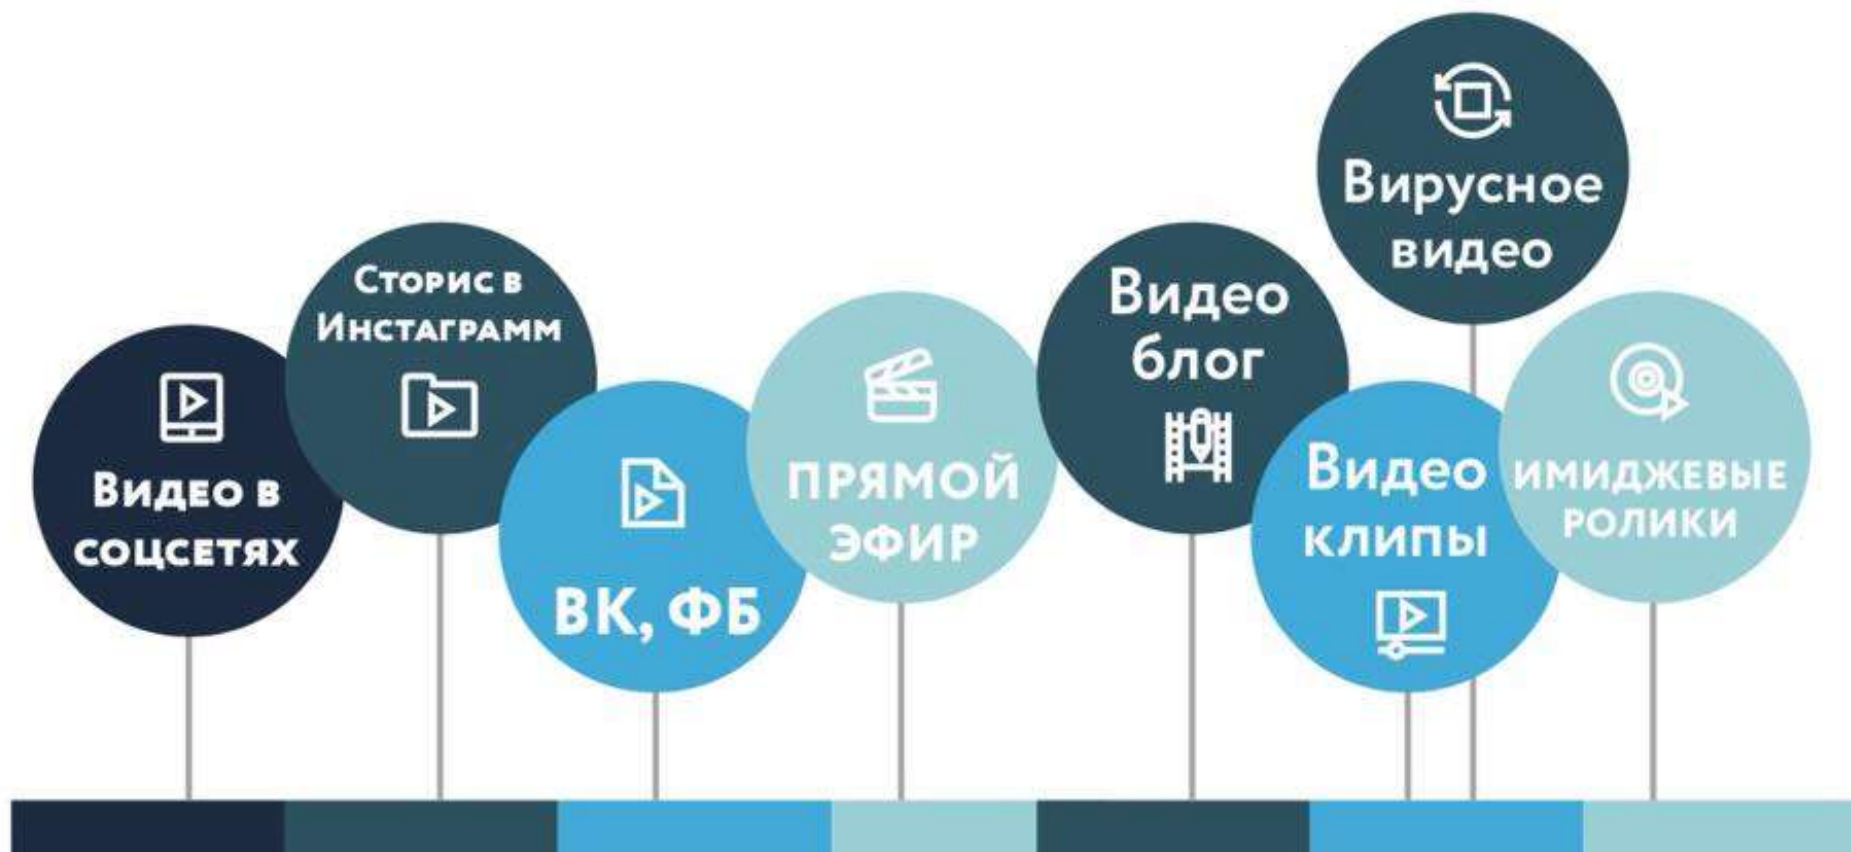 Видео в
соцсетях
Сторис в
Инстаграмм
ВК, ФБ
ПРЯМОЙ
ЭФИР
Видео
блог
Вирусное
видео
Видео
клипы
ИМИДЖЕВЫЕ
РОЛИКИ